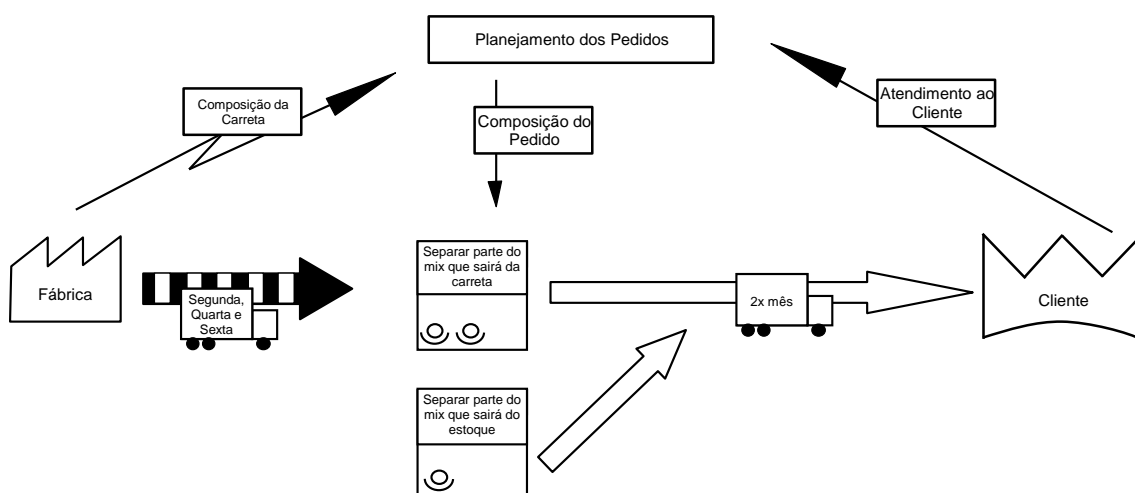 Planejamento dos Pedidos
Composição da
Carreta
Composição do
Pedido
Atendimento ao
Cliente
Fábrica
Segunda,
Quarta e
Sexta
Separar parte do
mix que sairá da
carreta
2x mês
Cliente
Separar parte do
mix que sairá do
estoque